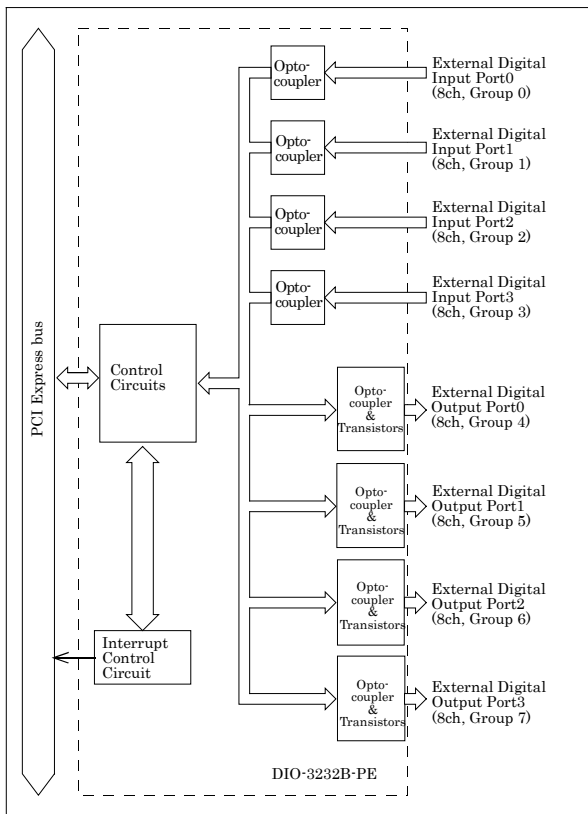 Opto-
coupler
External Digital
Input Port0
(8ch, Group 0)
Opto-
coupler
External Digital
Input Port1
(8ch, Group 1)
Opto-
coupler
External Digital
Input Port2
(8ch, Group 2)
Opto-
coupler
External Digital
Input Port3
(8ch, Group 3)
PCI Express bus
Control
Circuits
Opto-
coupler
&
Transistors
External Digital
Output Port0
(8ch, Group 4)
Opto-
coupler
&
Transistors
External Digital
Output Port1
(8ch, Group 5)
Opto-
coupler
&
Transistors
External Digital
Output Port2
(8ch, Group 6)
Interrupt
Control
Circuit
Opto-
coupler
&
Transistors
External Digital
Output Port3
(8ch, Group 7)
DIO-3232B-PE